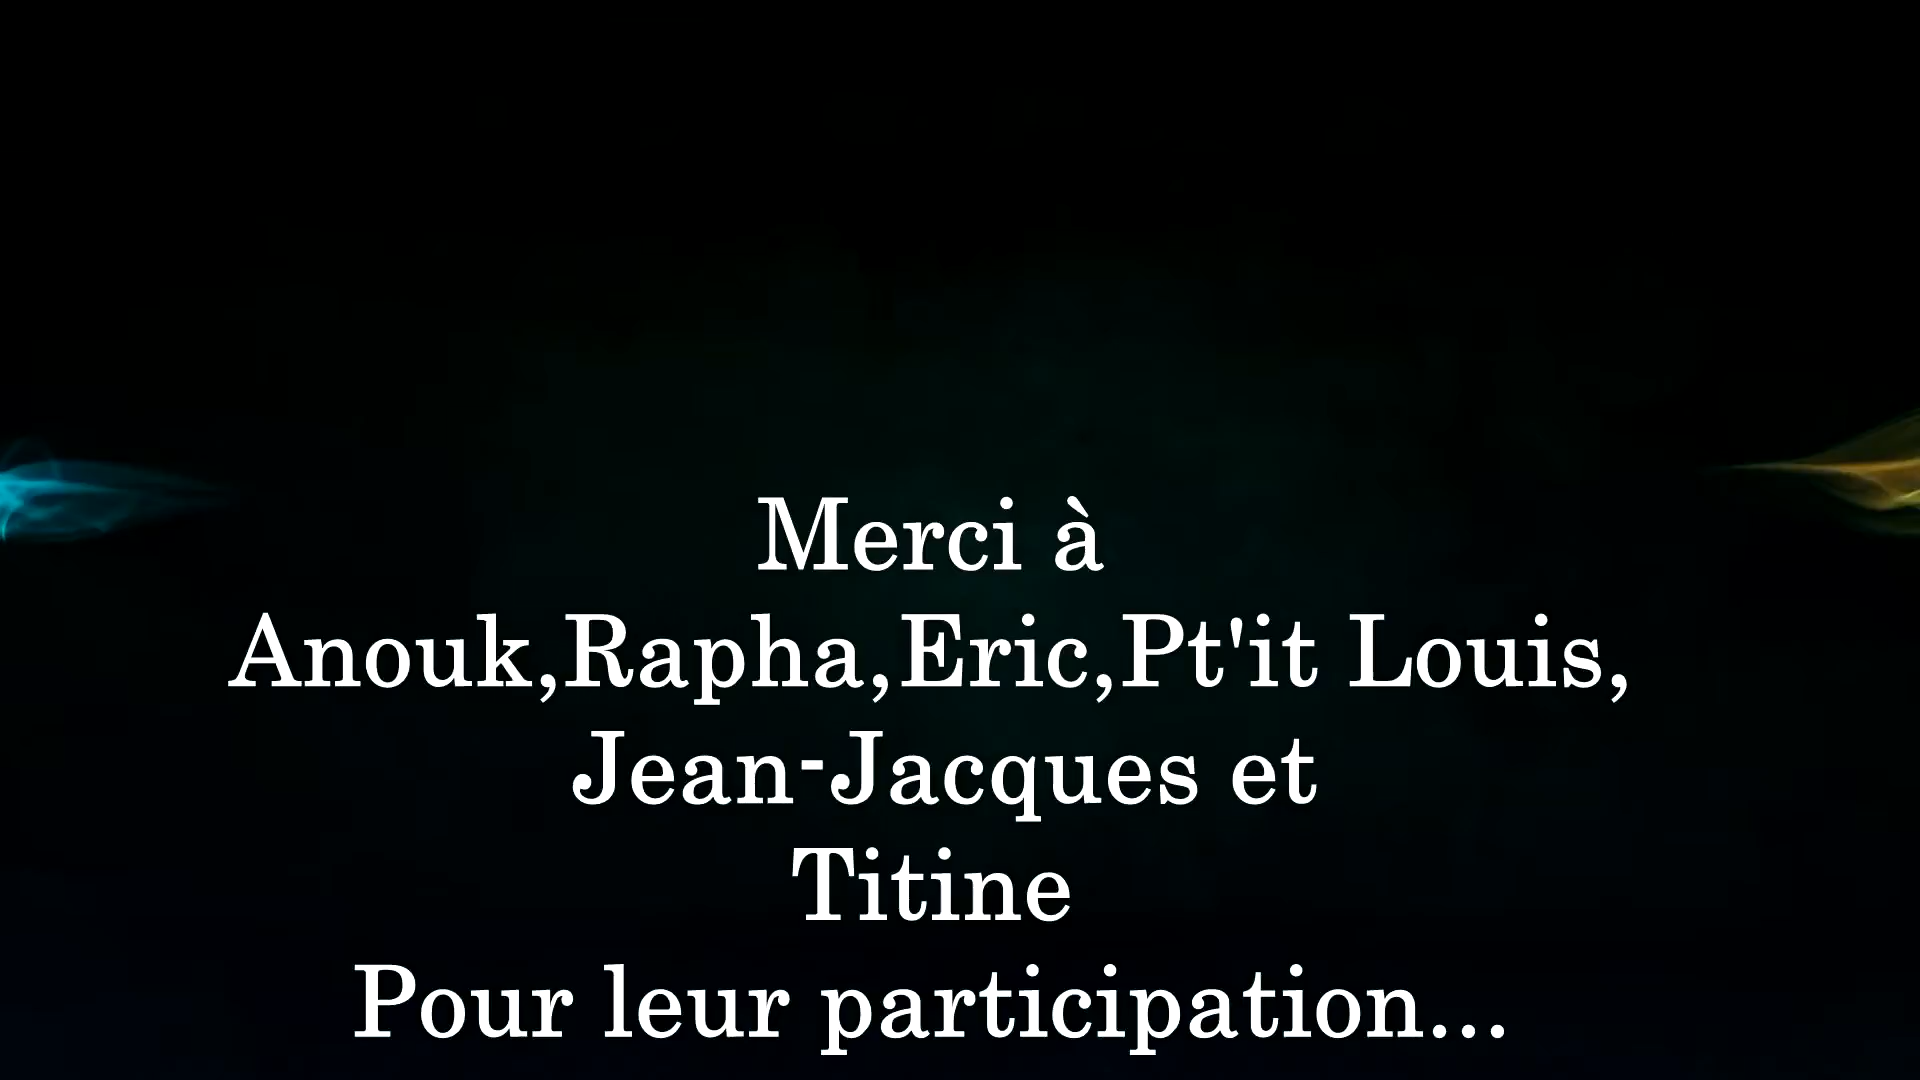 Merci à
Anouk,Rapha,Eric,Pt'it Louis,
Jean-Jacques et
Titine
Pour leur participation...